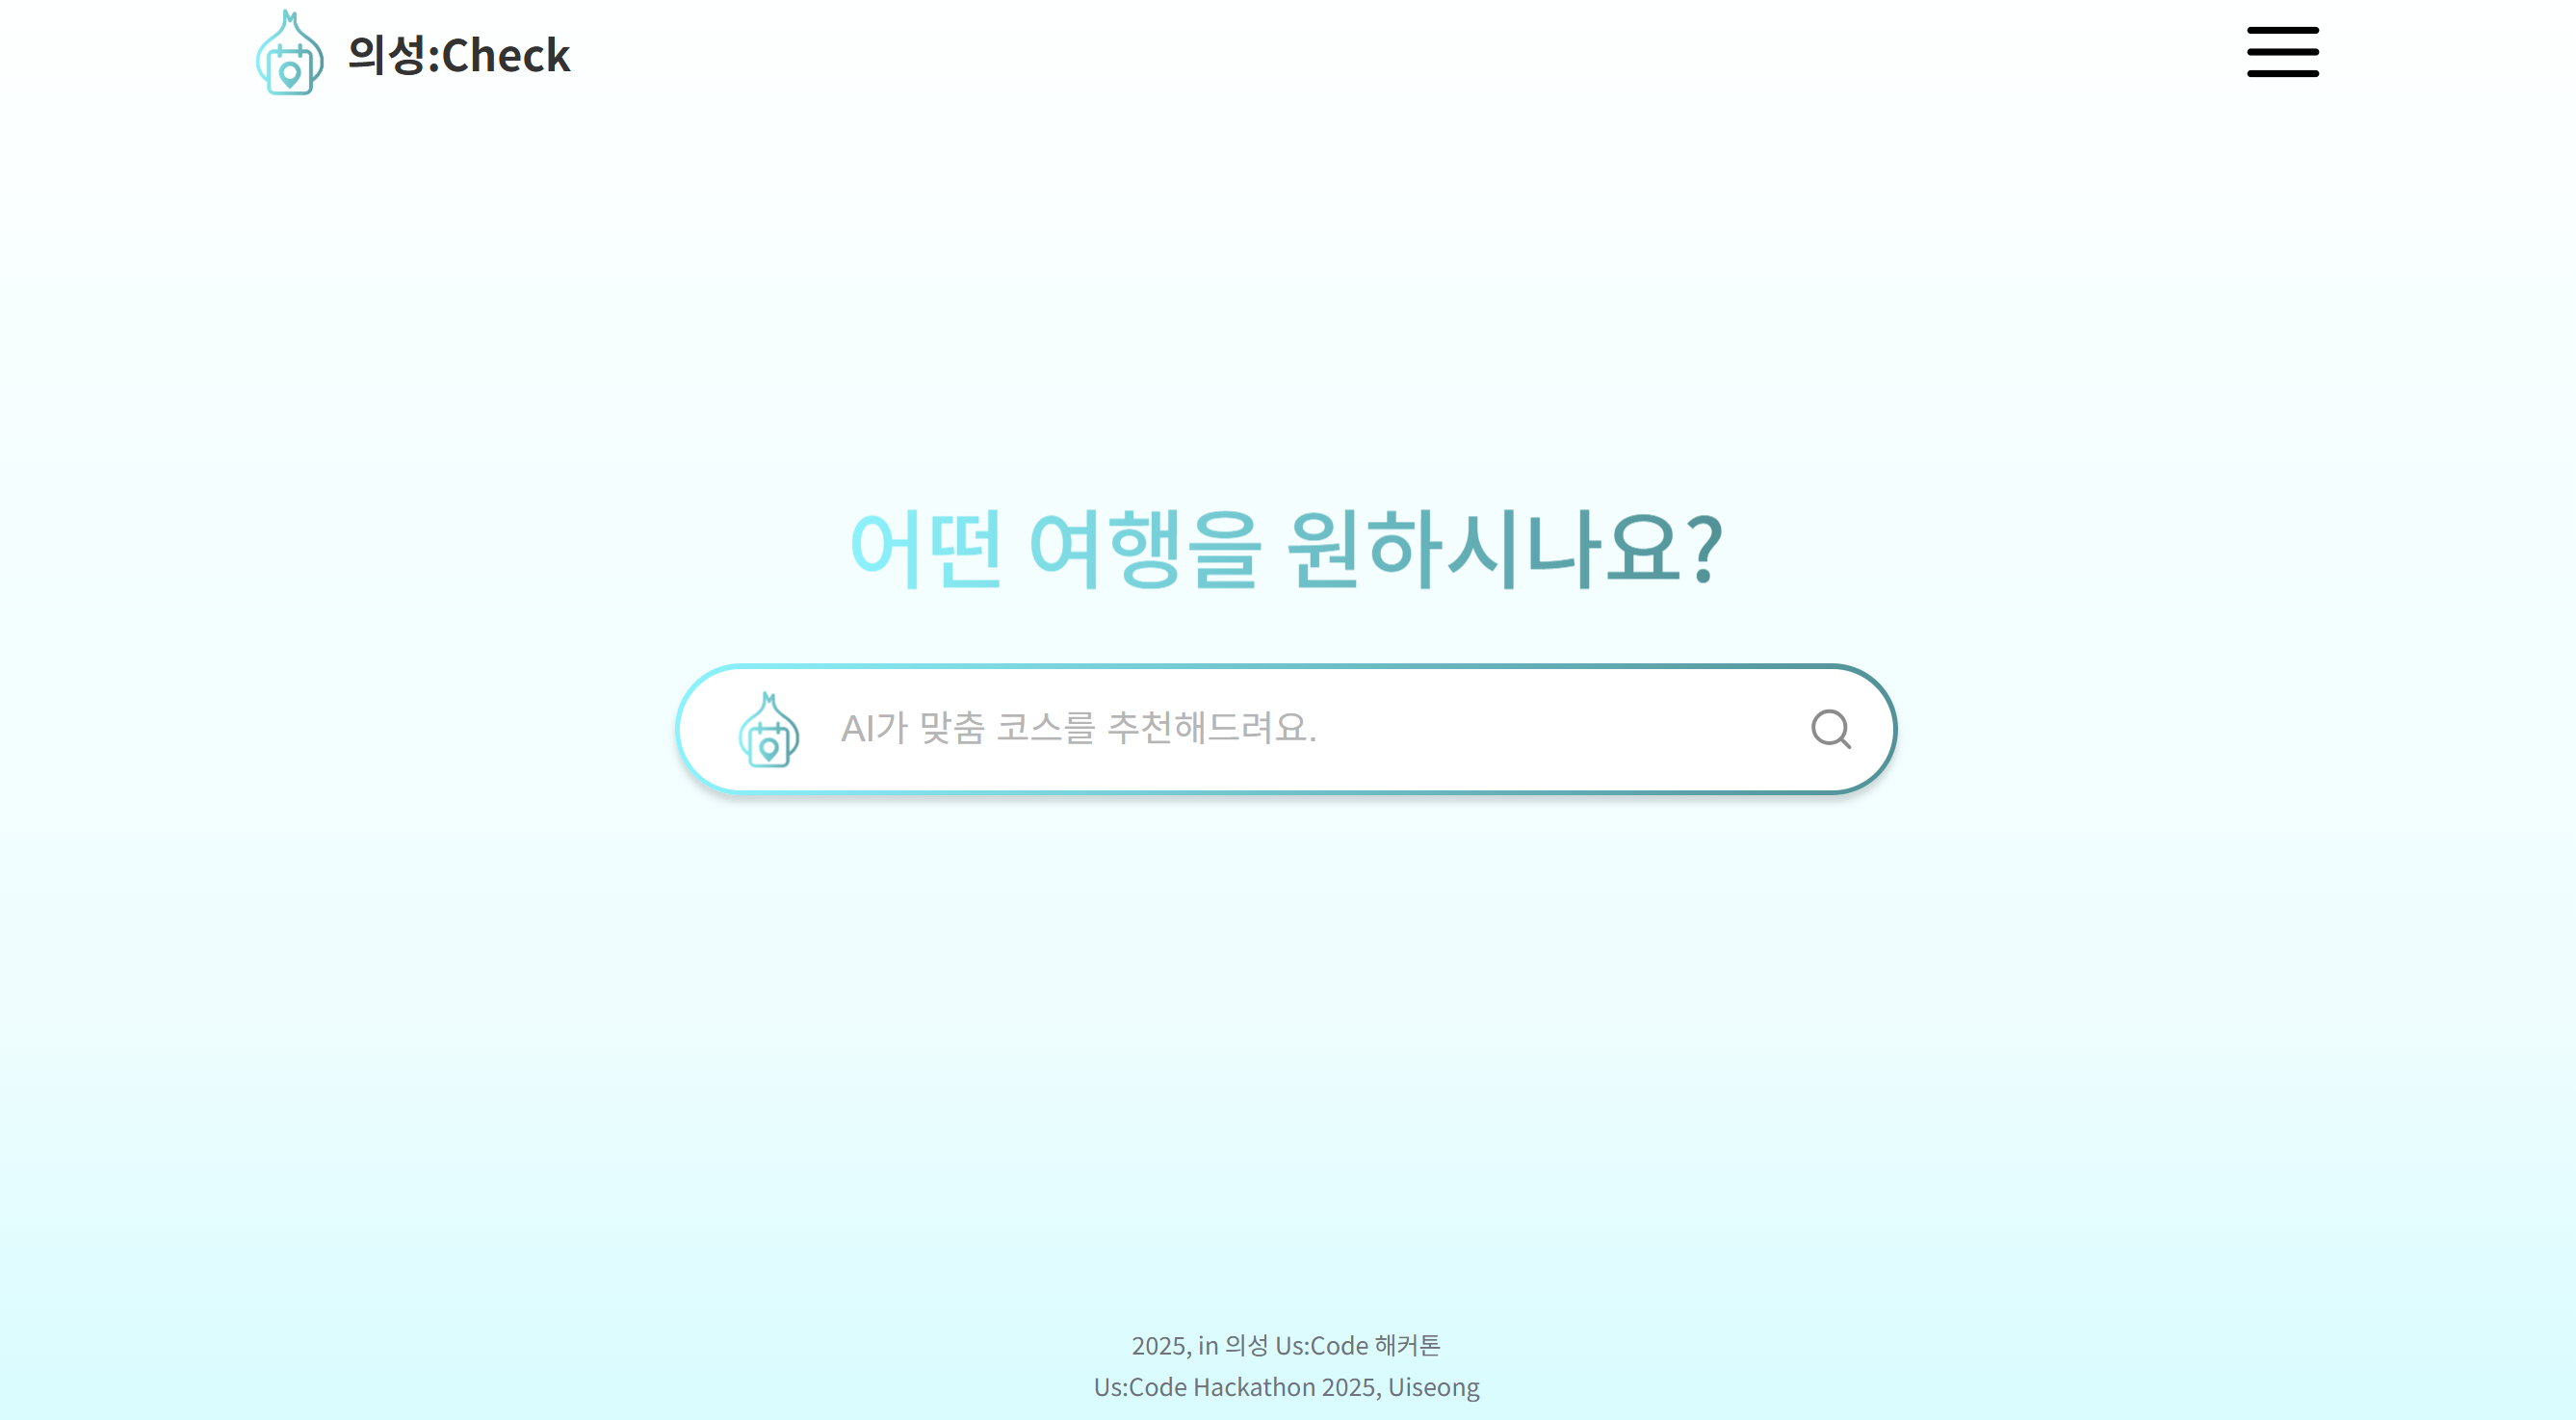 의성:Check
어떤 여행을 원하시나요?
AI가 맞춤 코스를 추천해드려요.
2025, in 의성 Us:Code 해커톤
Us:Code Hackathon 2025, Uiseong